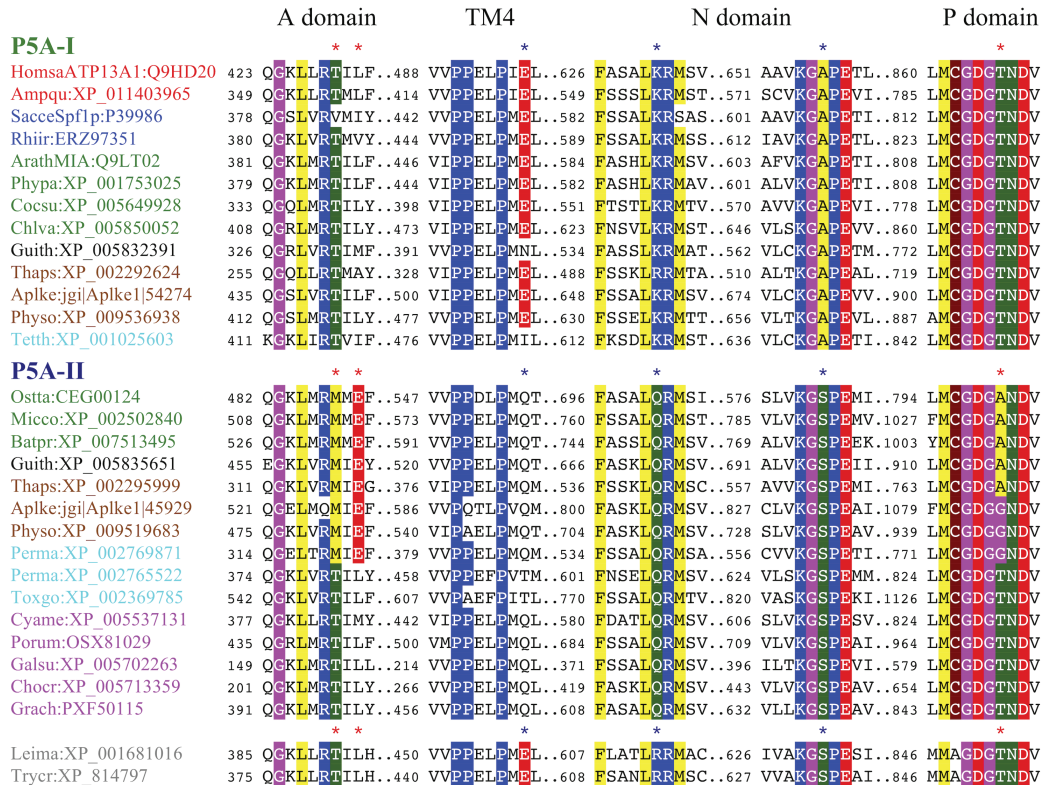 A domain TM4 N domain P domain
P5A-I * * * * * *
HomsaATP13A1:Q9HD20 423 QGKLLRTILF..488 VVPPELPIEL..626 FASALKRMSV..651 AAVKGAPETL..860 LMCGDGTNDV
Ampqu:XP_011403965 349 QGKLLRTMLF..414 VVPPELPIEL..549 FASALKRMST..571 SCVKGAPEVI..785 LMCGDGTNDV
SacceSpf1p:P39986 378 QGSLVRVMIY..442 VVPPELPMEL..582 FASALKRSAS..601 AAVKGAPETI..812 LMCGDGTNDV
Rhiir:ERZ97351 380 QGKLVRTMVY..444 VVPPELPMEL..585 FSSALKRMSS..612 IAVKGAPETI..823 LMCGDGTNDV
ArathMIA:Q9LT02 381 QGKLMRTILF..446 VIPPELPMEL..584 FASHLKRMSV..603 AFVKGAPETI..808 LMCGDGTNDV
Phypa:XP_001753025 379 QGKLMRTILF..444 VIPPELPMEL..582 FASHLKRMAV..601 ALVKGAPETI..808 LMCGDGTNDV
Cocsu:XP_005649928 333 QGQLMRTILY..398 VIPPELPMEL..551 FTSTLKRMTV..570 AVVKGAPEVI..778 LMCGDGTNDV
Chlva:XP_005850052 408 QGRLMRTILY..473 VVPPELPMEL..623 FNSVLKRMST..646 VLSKGAPEVV..860 LMCGDGTNDV
Guith:XP_005832391 326 QGRLVRTIMF..391 VVPPELPMNL..534 FASSLKRMAT..562 VLCKGAPETM..772 LMCGDGTNDV
Thaps:XP_002292624 255 QGQLLRTMAY..328 VIPPELPMEL..488 FSSKLRRMTA..510 ALTKGAPEAL..719 LMCGDGTNDV
Aplke:jgi|Aplke1|54274 435 QGSLVRTILF..500 VIPPELPMEL..648 FSSALKRMSV..674 VLCKGAPEVV..900 LMCGDGTNDV
Physo:XP_009536938 412 QGSLVRTILY..477 VVPPELPMEL..630 FSSELKRMTT..656 VLTKGAPEVL..887 AMCGDGTNDV
Tetth:XP_001025603 411 KGKLIRTVIF..476 VVPPELPMIL..612 FKSDLKRMST..636 VLCKGAPETI..842 LMCGDGTNDV
P5A-II * * * * * *
Ostta:CEG00124 482 QGKLMRMMEF..547 VVPPDLPMQT..696 FASALQRMSI..576 SLVKGSPEMI..794 LMCGDGANDV
Micco:XP_002502840 508 QGKLMRMMEF..573 VVPPELPMQT..760 FASALQRMST..785 VLVKGSPEMV.1027 FMCGDGANDV
Batpr:XP_007513495 526 QGKLMRMMEF..591 VVPPELPMQT..744 FASALQRMSV..769 ALVKGSPEEK.1003 YMCGDGANDV
Guith:XP_005835651 455 EGKLVRMIEY..520 VVPPELPMQT..666 FASKLQRMSV..691 ALVKGSPEII..910 LMCGDGANDV
Thaps:XP_002295999 311 QGKLVRMIEG..376 VIPPELPMQM..536 FASKLQRMSC..557 AVVKGSPEVM..763 LMCGDGANDV
Aplke:jgi|Aplke1|45929 521 QGELMQMIEF..586 VVPQTLPVQM..800 FASKLQRMSV..827 CLVKGSPEAI.1079 FMCGDGGNDV
Physo:XP_009519683 475 QGKLVRMIEF..540 VIPAELPMQT..704 FASKLQRMSV..728 SLVKGSPEAV..939 LMCGDGGNDV
Perma:XP_002769871 314 QGELTRMIEF..379 VVPPELPMQM..534 FSSALQRMSA..556 CVVKGSPETI..771 LMCGDGGNDV
Perma:XP_002765522 374 QGKLVRTILY..458 VVPPEFPVTM..601 FNSELQRMSV..624 VLSKGSPEMM..824 LMCGDGTNDV
Toxgo:XP_002369785 542 QGKLVRTILF..607 VVPAEFPITL..770 FSSALQRMTV..820 VASKGSPEKI.1126 LMCGDGTNDV
Cyame:XP_005537131 377 QGKLLRTIMY..442 VIPPELPMQL..580 FDATLQRMSV..606 SLVKGSPESV..824 LMCGDGTNDV
Porum:OSX81029 435 QGRLMRTILF..500 VMPPELPMQL..684 FSSALQRMSV..709 VLVKGSPEAI..964 LMCGDGTNDV
Galsu:XP_005702263 149 QGKLMRTILL..214 VVPPELPMQL..371 FSSALQRMSV..396 ILTKGSPEVI..579 LMCGDGTNDV
Chocr:XP_005713359 201 QGKLMRTILY..266 VVPPELPMQL..419 FASALQRMSV..443 VLVKGSPEAV..654 LMCGDGTNDV
Grach:PXF50115 391 QGKLMRTILY..456 VVPPELPMQL..608 FSSALQRMSV..632 VLLKGSPEAV..843 LMCGDGTNDV
* * * * * *
Leima:XP_001681016 385 QGKLLRTILH..450 VVPPELPMEL..607 FLATLRRMAC..626 IVAKGSPESI..846 MMAGDGTNDV
Trycr:XP_814797 375 QGKLLRTILH..440 VVPPELPMEL..608 FSANLRRMSC..627 VVAKGSPEAI..846 MMAGDGTNDV